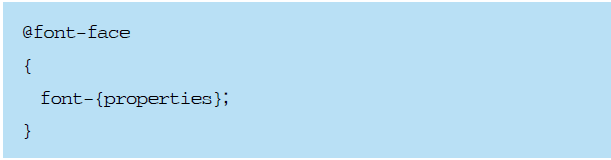 @font-face
{
font-{properties};
}